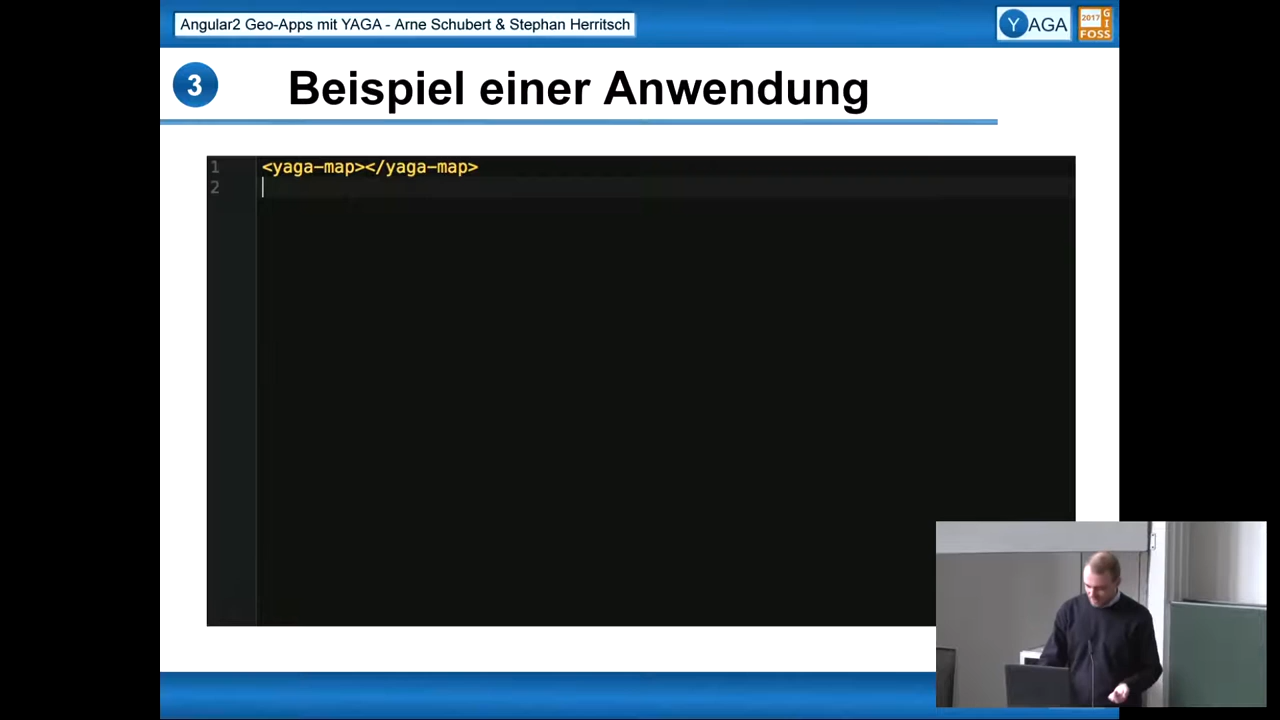 Angular2 Geo-Apps mit YAGA - Arne Schubert & Stephan Herritsch
YAGA
2017 GI
FOSS
3
Beispiel einer Anwendung
1 <yaga-map></yaga-map>
2